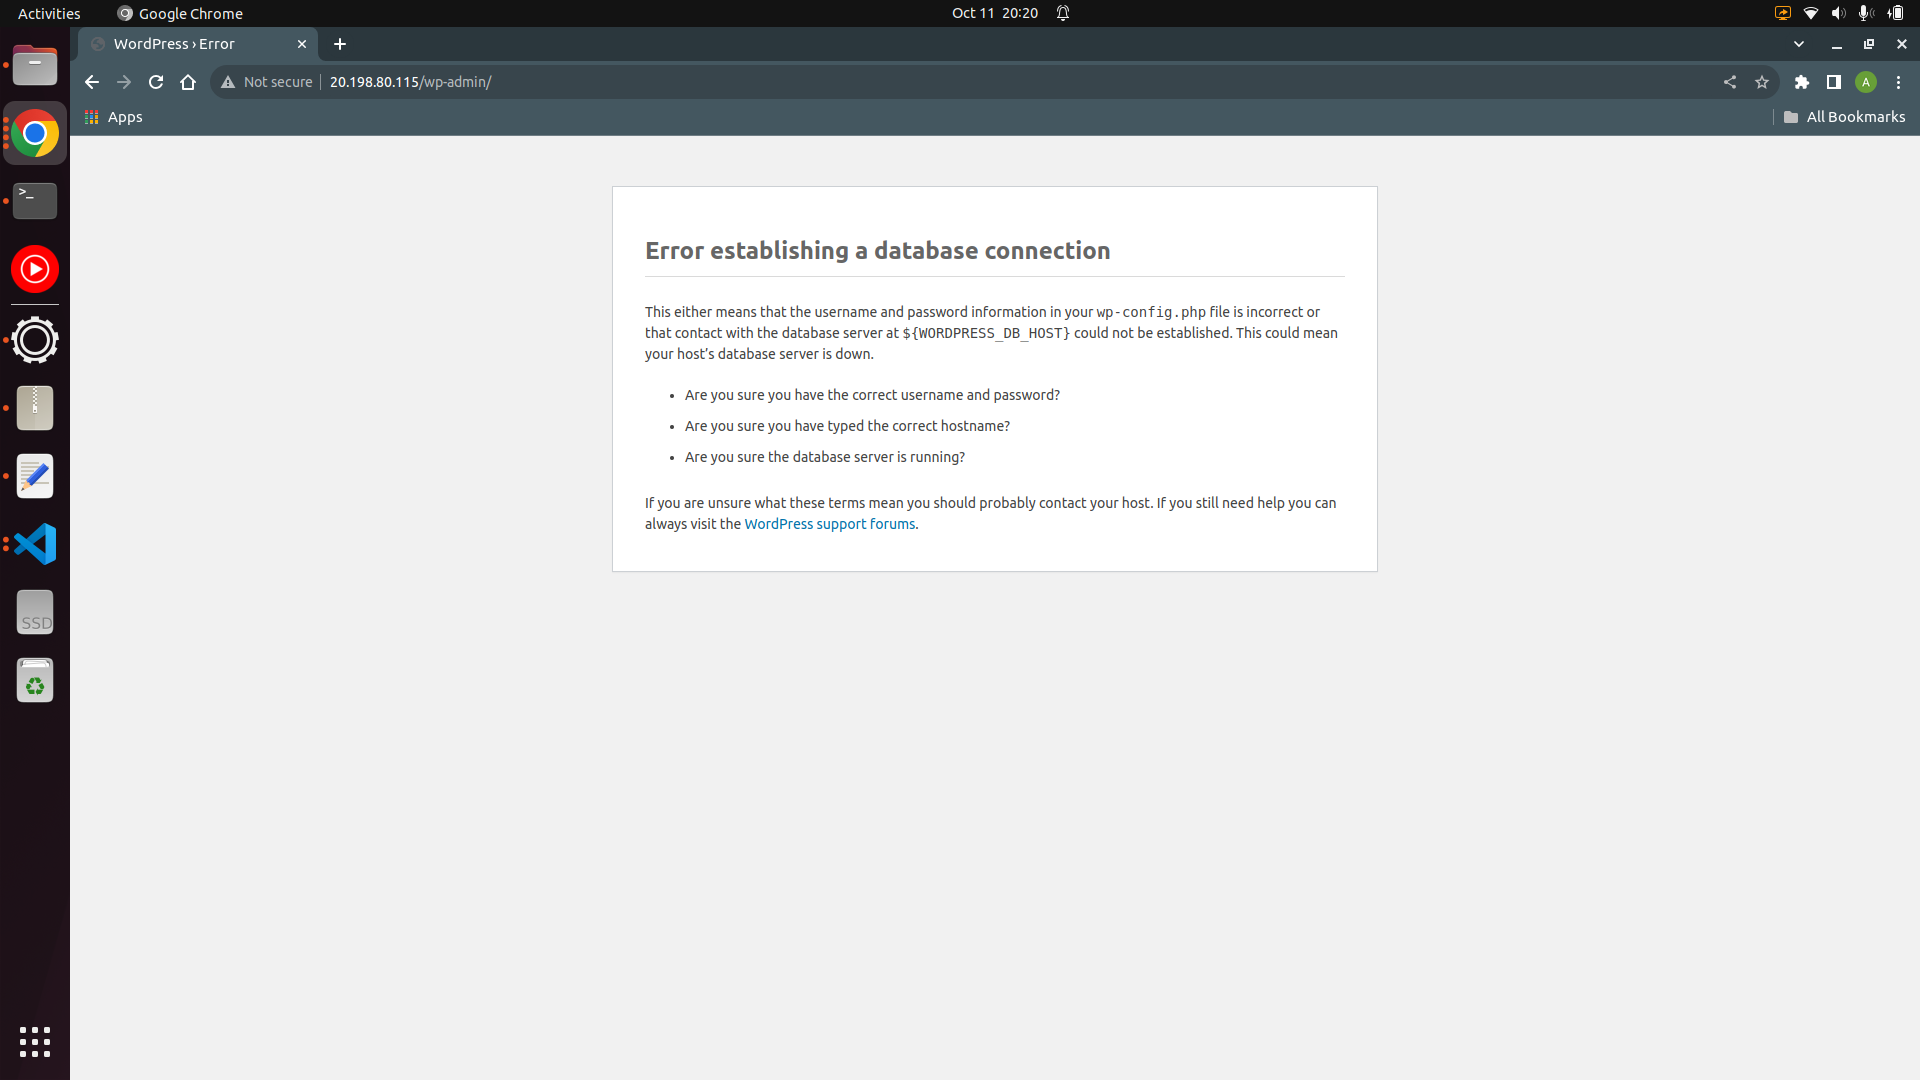 Activities
Google Chrome
Oct 11 20:20
WordPress › Error
Not secure
20.198.80.115/wp-admin/
A
Apps
All Bookmarks
>_
Error establishing a database connection
This either means that the username and password information in your wp-config.php file is incorrect or
that contact with the database server at ${WORDPRESS_DB_HOST} could not be established. This could mean
your host’s database server is down.
• Are you sure you have the correct username and password?
• Are you sure you have typed the correct hostname?
• Are you sure the database server is running?
If you are unsure what these terms mean you should probably contact your host. If you still need help you can
always visit the WordPress support forums.
SSD